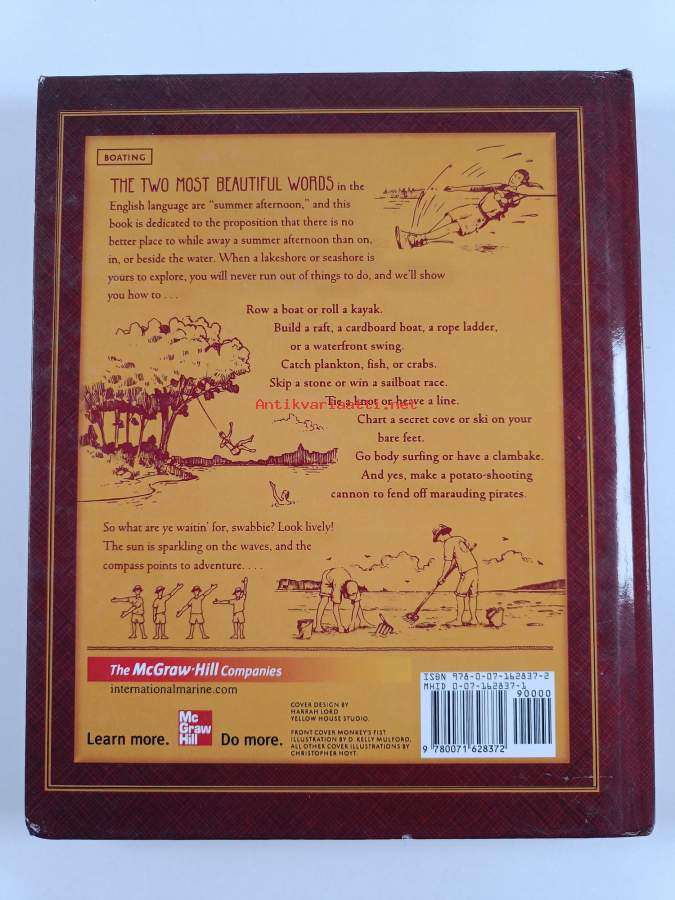 BOATING
THE TWO MOST BEAUTIFUL WORDS in the
English language are “summer afternoon,” and this
book is dedicated to the proposition that there is no
better place to while away a summer afternoon than on,
in, or beside the water. When a lakeshore or seashore is
yours to explore, you will never run out of things to do, and we’ll show
you how to . . .
Row a boat or roll a kayak.
Build a raft, a cardboard boat, a rope ladder,
or a waterfront swing.
Catch plankton, fish, or crabs.
Skip a stone or win a sailboat race.
Tie a knot or heave a line.
Antikvariaatti.net
Chart a secret cove or ski on your
bare feet.
Go body surfing or have a clambake.
And yes, make a potato-shooting
cannon to fend off marauding pirates.
So what are ye waitin’ for, swabbie? Look lively!
The sun is sparkling on the waves, and the
compass points to adventure. . . .
The McGraw·Hill Companies
internationalmarine.com
Learn more. Mc Graw Hill Do more.
COVER DESIGN BY
HARRAH LORD
YELLOW HOUSE STUDIO.
FRONT COVER MONKEY'S FIST
ILLUSTRATION BY D. KELLY MULFORD,
ALL OTHER COVER ILLUSTRATIONS BY
CHRISTOPHER HOYT.
ISBN 978-0-07-162837-2
MHID 0-07-162837-1
90000
9 780071 628372